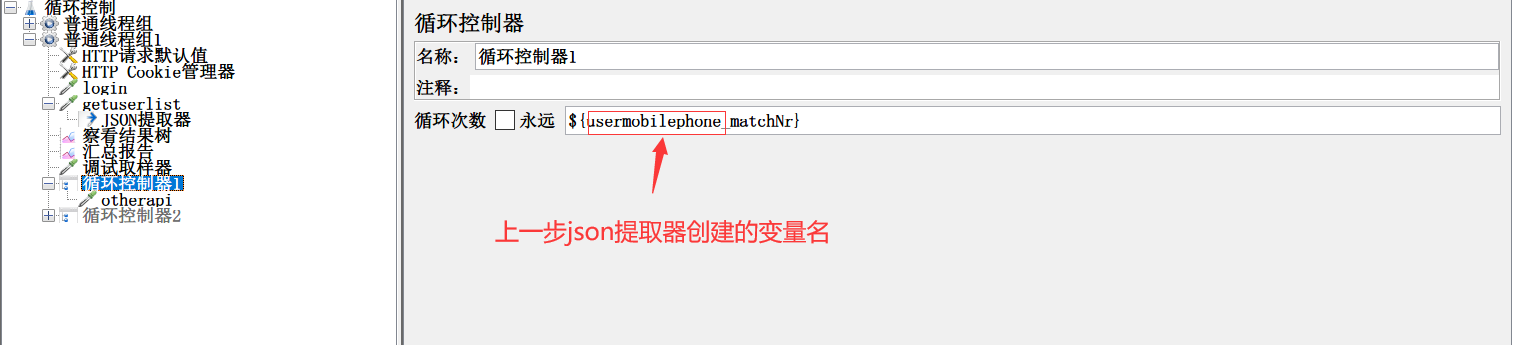 循环控制
普通线程组
普通线程组1
HTTP请求默认值
HTTP Cookie管理器
login
getuserlist
JSON提取器
察看结果树
汇总报告
调试取样器
循环控制器1
otherapi
循环控制器2
循环控制器
名称： 循环控制器1
注释：
循环次数 永远 ${usermobilephone_matchNr}
上一步json提取器创建的变量名